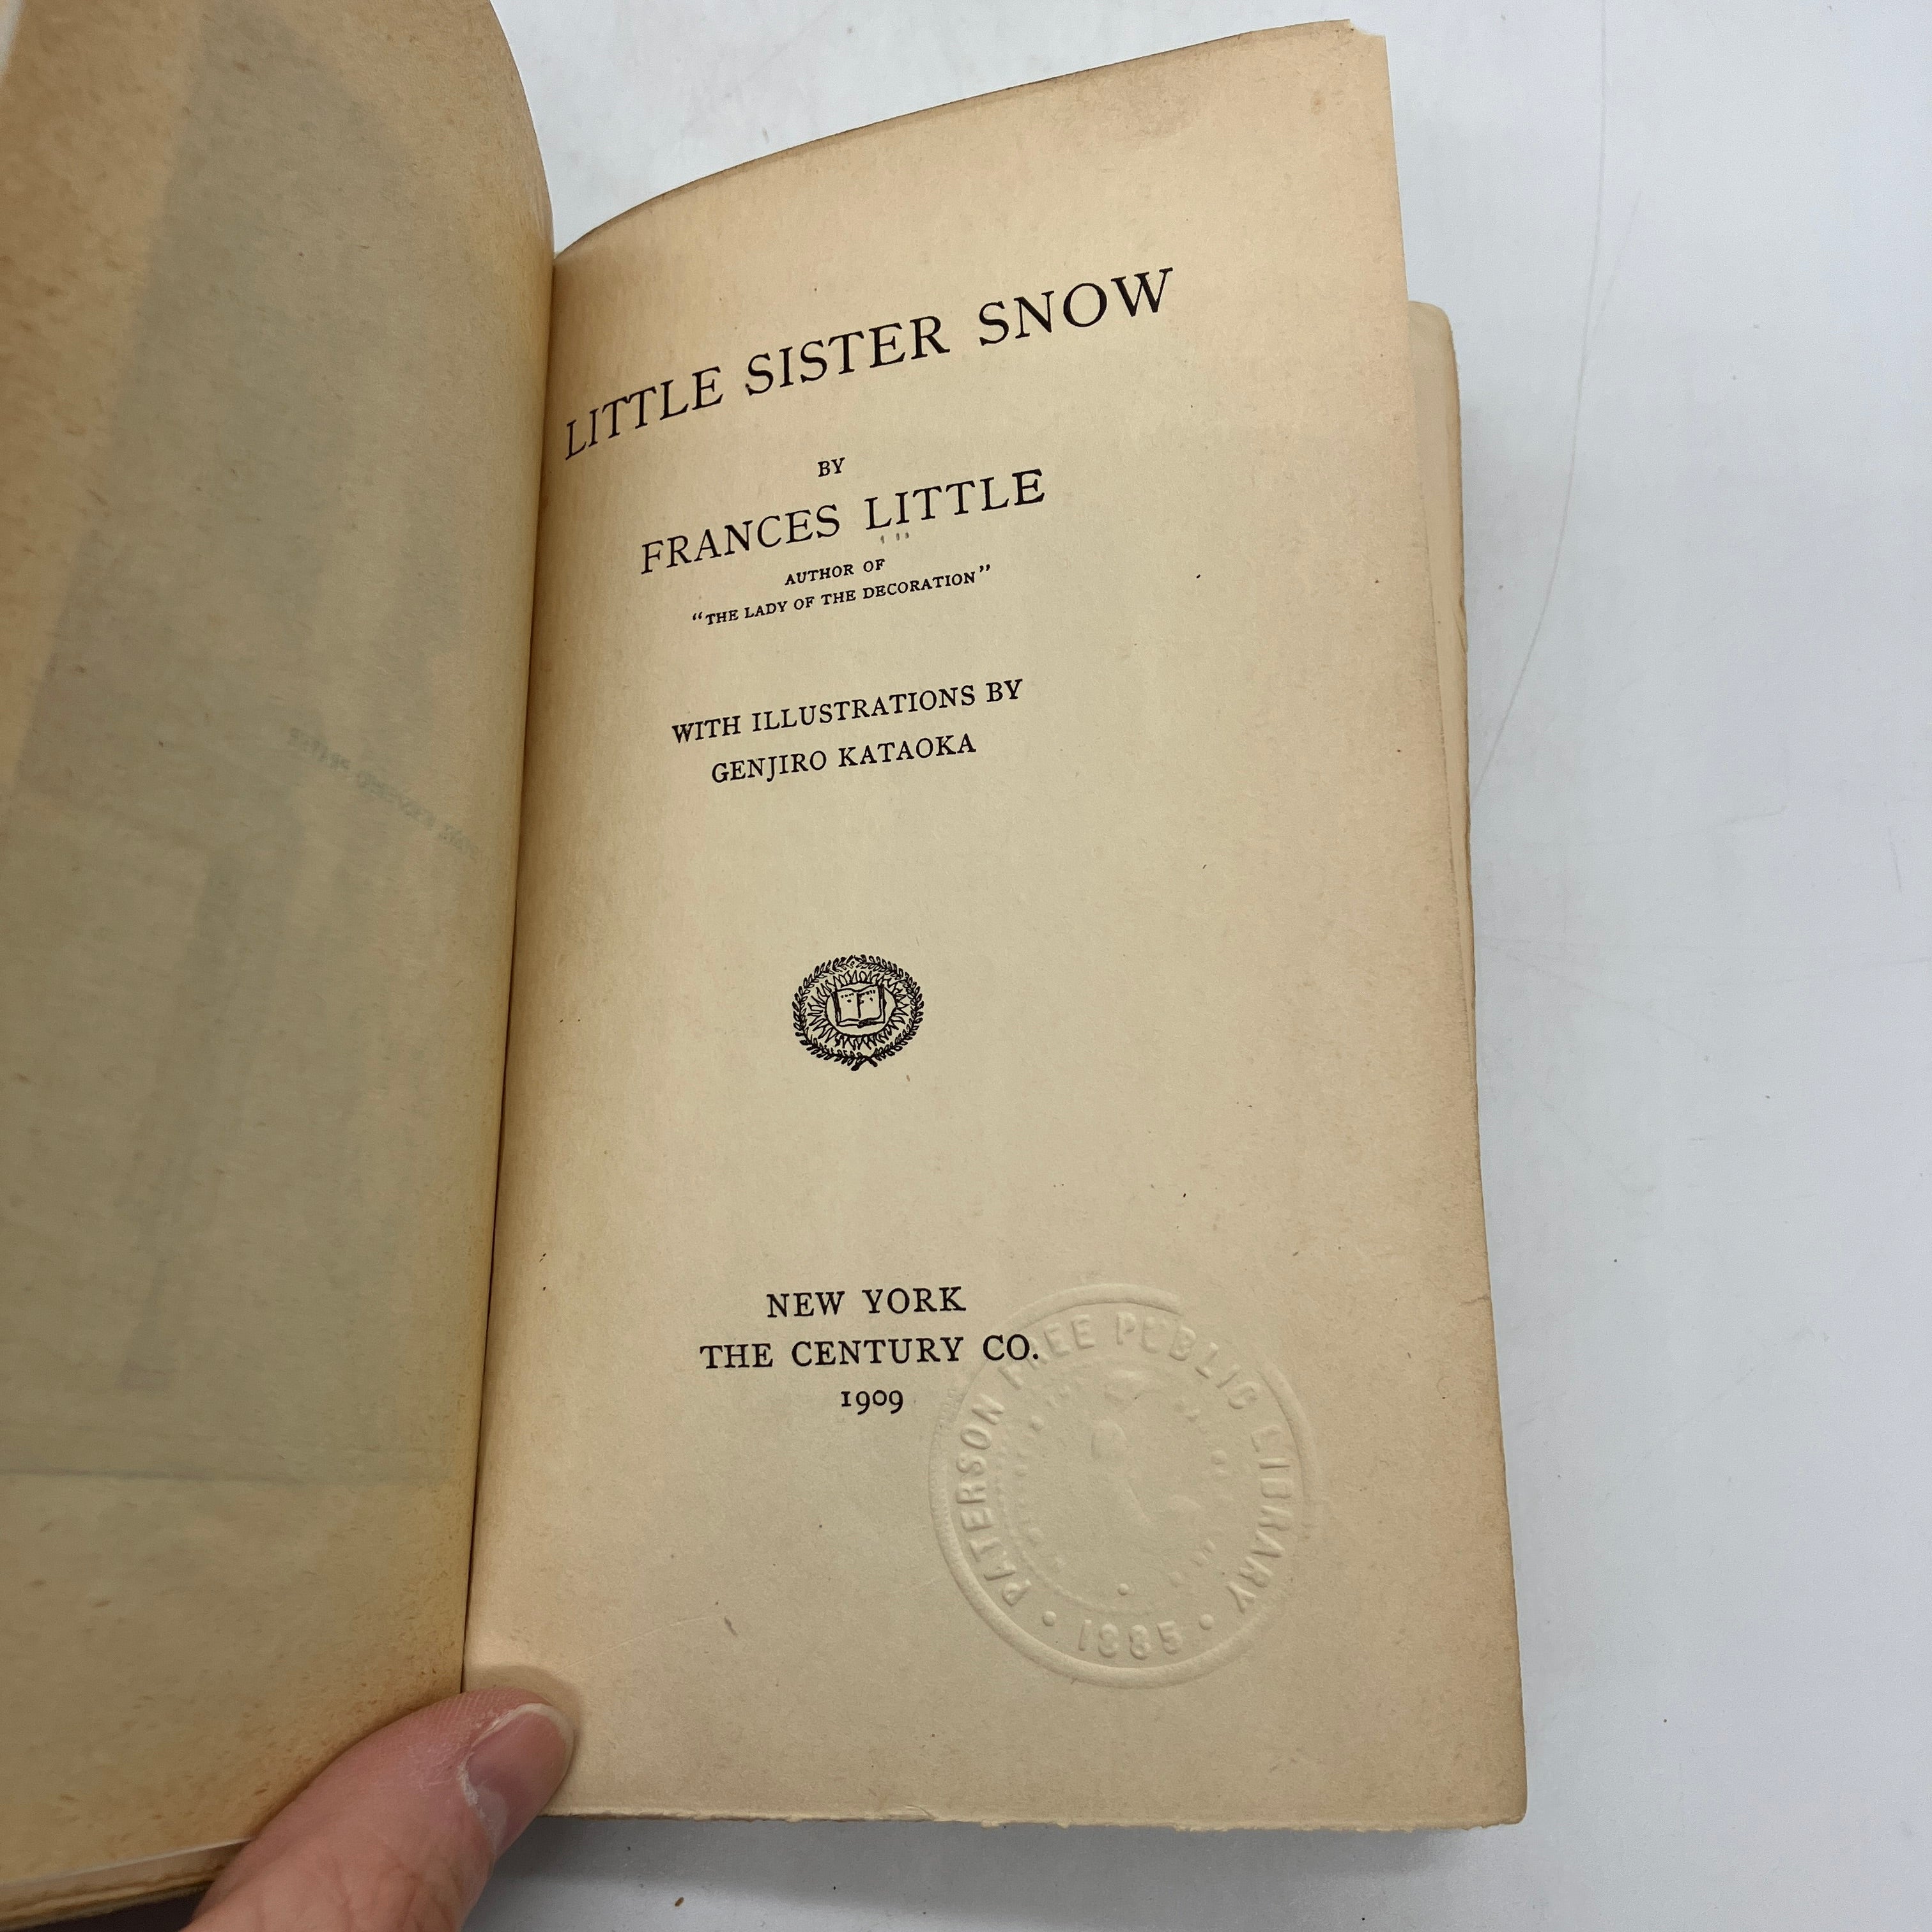 LITTLE SISTER SNOW
BY
FRANCES LITTLE
AUTHOR OF
"THE LADY OF THE DECORATION"
WITH ILLUSTRATIONS BY
GENJIRO KATAOKA
NEW YORK
THE CENTURY CO.
1909
PATERSON FREE PUBLIC LIBRARY
• 1885 •